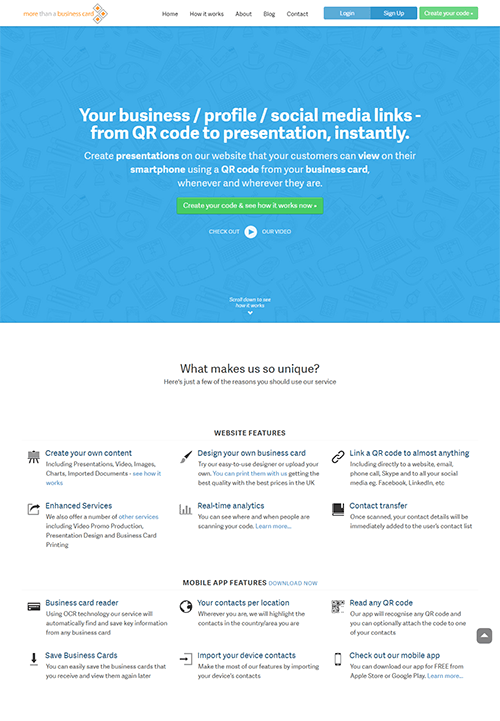 more than a business card
Home How it works About Blog Contact Login Sign Up Create your code »
Your business / profile / social media links -
from QR code to presentation, instantly.
Create presentations on our website that your customers can view on their
smartphone using a QR code from your business card,
whenever and wherever they are.
Create your code & see how it works now »
CHECK OUT OUR VIDEO
Scroll down to see
how it works
What makes us so unique?
Here's just a few of the reasons you should use our service
WEBSITE FEATURES
Create your own content
Including Presentations, Video, Images,
Charts, Imported Documents - see how it
works
Design your own business card
Try our easy-to-use designer or upload your
own. You can print them with us getting the
best quality with the best prices in the UK
Link a QR code to almost anything
Including directly to a website, email,
phone call, Skype and to all your social
media eg. Facebook, LinkedIn, etc
Enhanced Services
We also offer a number of other services
including Video Promo Production,
Presentation Design and Business Card
Printing
Real-time analytics
You can see where and when people are
scanning your code. Learn more...
Contact transfer
Once scanned, your contact details will be
immediately added to the user's contact list
MOBILE APP FEATURES DOWNLOAD NOW
Business card reader
Using OCR technology our service will
automatically find and save key information
from any business card
Your contacts per location
Wherever you are, we will highlight the
contacts in the country/area you are
Read any QR code
Our app will recognise any QR code and
you can optionally attach the code to one
of your contacts
Save Business Cards
You can easily save the business cards that
you receive and view them again later
Import your device contacts
Make the most of our features by importing
your device's contacts
Check out our mobile app
You can download our app for FREE from
Apple Store or Google Play. Learn more...